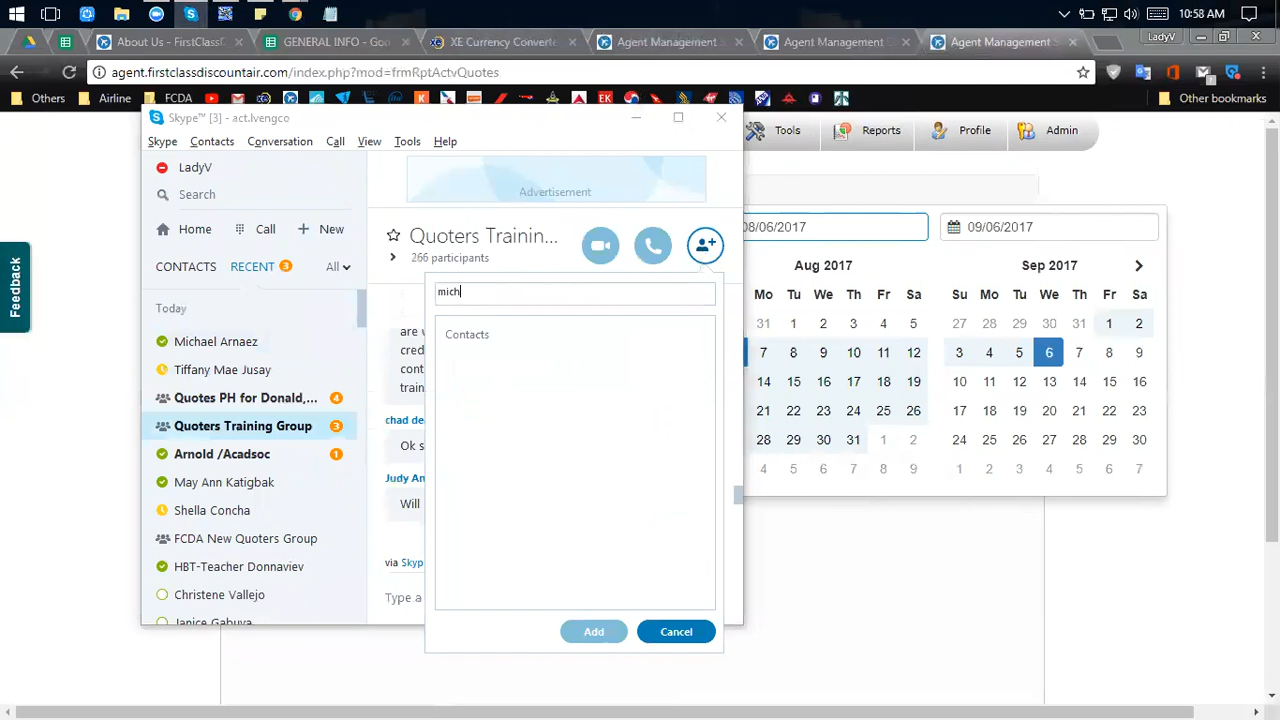 10:58 AM
About Us - FirstClassD
GENERAL INFO - Goo
XE Currency Converte
Agent Management S
Agent Management S
Agent Management S
LadyV
agent.firstclassdiscountair.com/index.php?mod=frmRptActvQuotes
Others
Airline
FCDA
Other bookmarks
Skype™ [3] - act.lvengco
Skype Contacts Conversation Call View Tools Help
LadyV
Search
Home
Call
New
CONTACTS
RECENT 3
All
Today
Michael Arnaez
Tiffany Mae Jusay
Quotes PH for Donald,... 4
Quoters Training Group 3
Arnold /Acadsoc 1
May Ann Katigbak
Shella Concha
FCDA New Quoters Group
HBT-Teacher Donnaviev
Christene Vallejo
Janice Gabuya
Advertisement
Quoters Trainin...
266 participants
are u
cred
cont
train
chad de
Ok s
Judy An
Will
via Skyp
Type a
mich
Contacts
Add
Cancel
Tools
Reports
Profile
Admin
08/06/2017
09/06/2017
Aug 2017
Mo Tu We Th Fr Sa
31 1 2 3 4 5
7 8 9 10 11 12
14 15 16 17 18 19
21 22 23 24 25 26
28 29 30 31 1 2
4 5 6 7 8 9
Sep 2017
Su Mo Tu We Th Fr Sa
27 28 29 30 31 1 2
3 4 5 6 7 8 9
10 11 12 13 14 15 16
17 18 19 20 21 22 23
24 25 26 27 28 29 30
1 2 3 4 5 6 7
Feedback